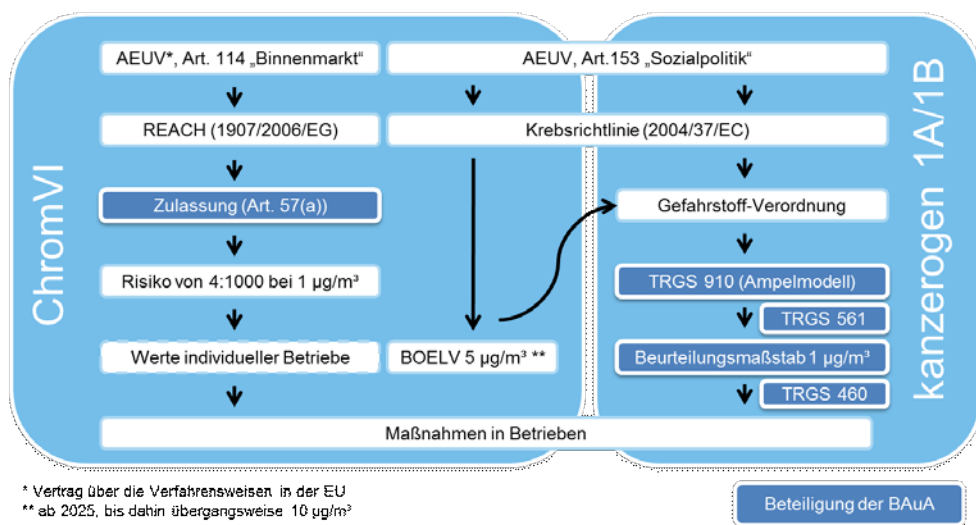 AEUV*, Art. 114 „Binnenmarkt“
AEUV, Art.153 „Sozialpolitik“
REACH (1907/2006/EG)
Krebsrichtlinie (2004/37/EC)
Zulassung (Art. 57(a))
Gefahrstoff-Verordnung
Risiko von 4:1000 bei 1 µg/m³
TRGS 910 (Ampelmodell)
TRGS 561
Werte individueller Betriebe
BOELV 5 µg/m³ **
Beurteilungsmaßstab 1 µg/m³
TRGS 460
Maßnahmen in Betrieben
ChromVI
kanzerogen 1A/1B
* Vertrag über die Verfahrensweisen in der EU
** ab 2025, bis dahin übergangsweise 10 µg/m³
Beteiligung der BAuA